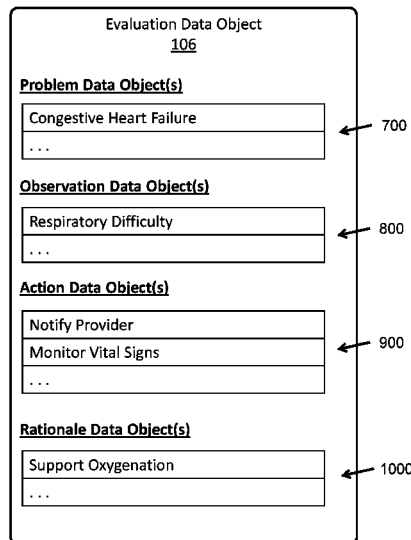 Evaluation Data Object
106
Problem Data Object(s)
Congestive Heart Failure
. . .
700
Observation Data Object(s)
Respiratory Difficulty
. . .
800
Action Data Object(s)
Notify Provider
Monitor Vital Signs
. . .
900
Rationale Data Object(s)
Support Oxygenation
. . .
1000